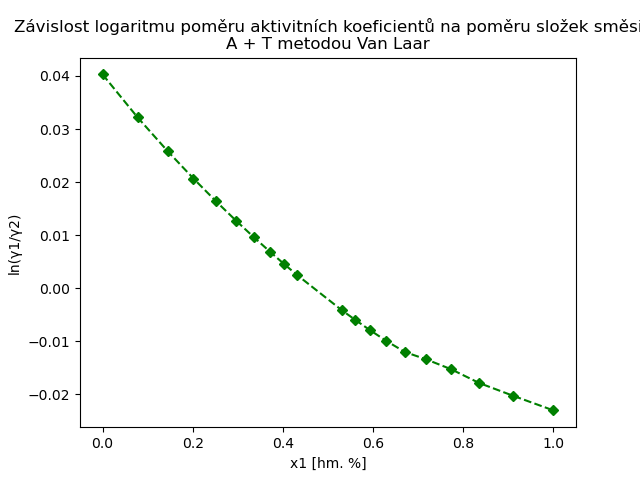 Závislost logaritmu poměru aktivitních koeficientů na poměru složek směsi
A + T metodou Van Laar
0.04
0.03
0.02
0.01
0.00
−0.01
−0.02
ln(γ1/γ2)
0.0 0.2 0.4 0.6 0.8 1.0
x1 [hm. %]